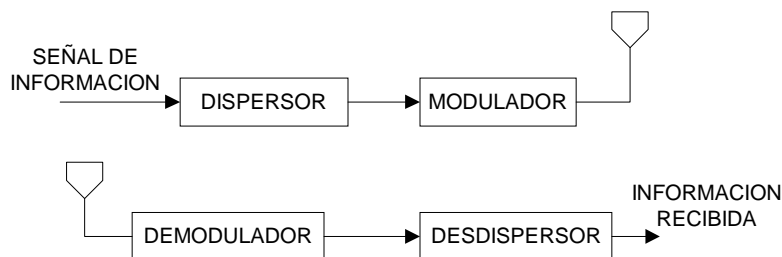 SEÑAL DE
INFORMACION
DISPERSOR
MODULADOR
DEMODULADOR
DESDISPERSOR
INFORMACION
RECIBIDA